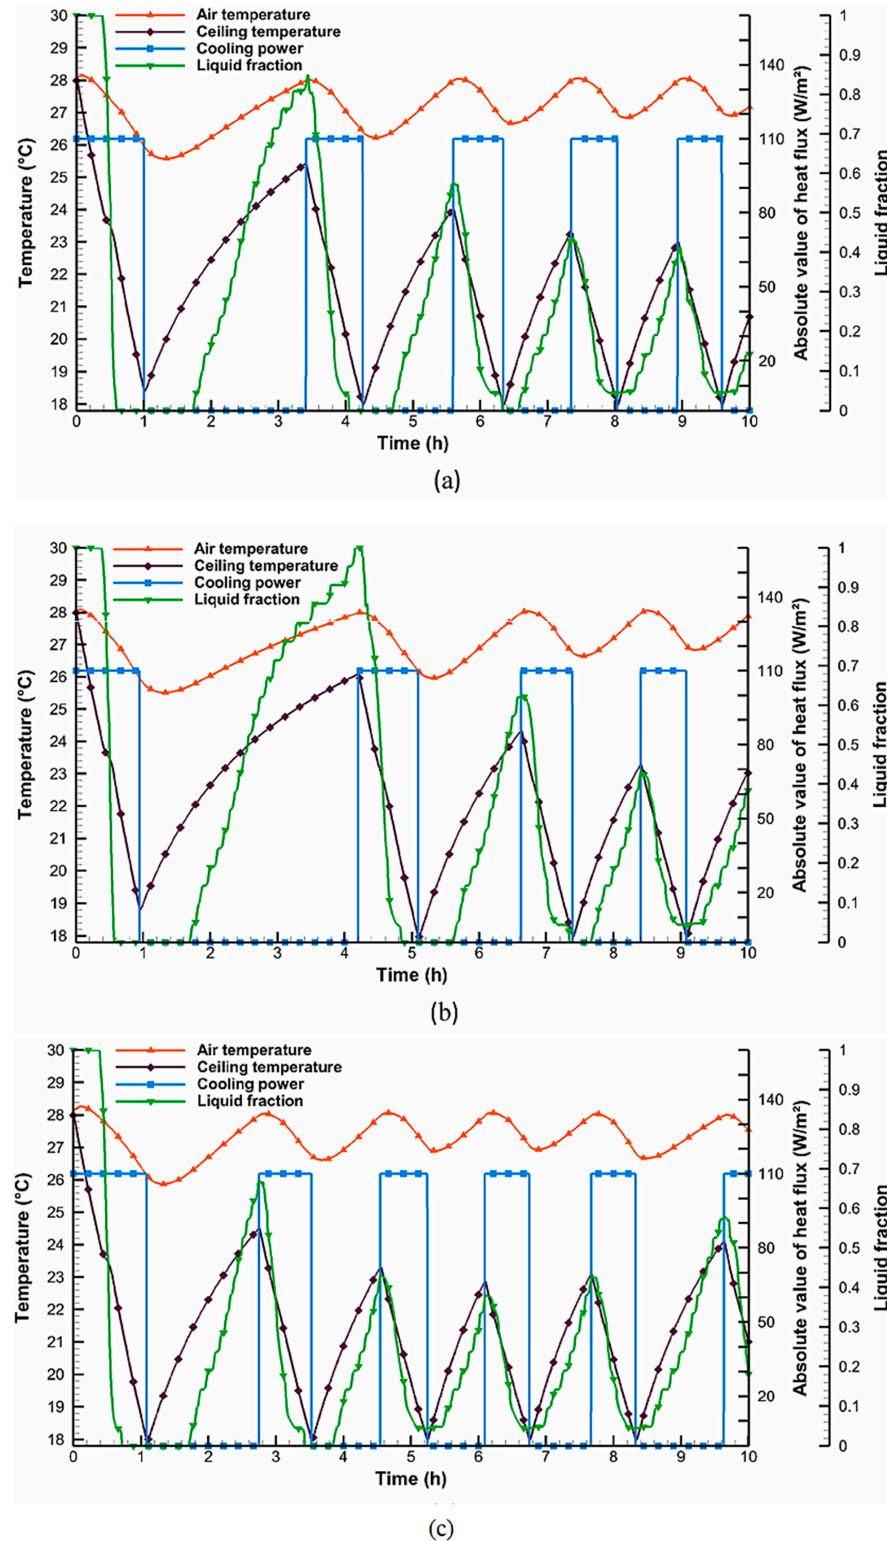 30
29
28
27
26
25
24
23
22
21
20
19
18
Temperature (°C)
Air temperature
Ceiling temperature
Cooling power
Liquid fraction
140
110
80
50
20
Absolute value of heat flux (W/m²)
1
0.9
0.8
0.7
0.6
0.5
0.4
0.3
0.2
0.1
0
Liquid fraction
0 1 2 3 4 5 6 7 8 9 10
Time (h)
(a)
30
29
28
27
26
25
24
23
22
21
20
19
18
Temperature (°C)
Air temperature
Ceiling temperature
Cooling power
Liquid fraction
140
110
80
50
20
Absolute value of heat flux (W/m²)
1
0.9
0.8
0.7
0.6
0.5
0.4
0.3
0.2
0.1
0
Liquid fraction
0 1 2 3 4 5 6 7 8 9 10
Time (h)
(b)
30
29
28
27
26
25
24
23
22
21
20
19
18
Temperature (°C)
Air temperature
Ceiling temperature
Cooling power
Liquid fraction
140
110
80
50
20
Absolute value of heat flux (W/m²)
1
0.9
0.8
0.7
0.6
0.5
0.4
0.3
0.2
0.1
0
Liquid fraction
0 1 2 3 4 5 6 7 8 9 10
Time (h)
(c)